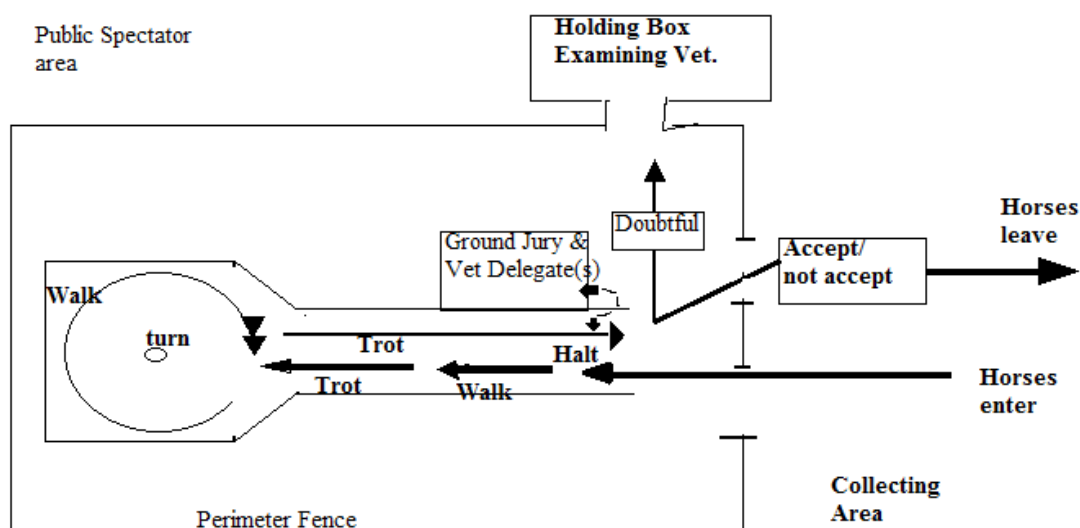 Public Spectator
area
Holding Box
Examining Vet.
Doubtful
Ground Jury &
Vet Delegate(s)
Horses
leave
Accept/
not accept
Walk
turn
Trot
Halt
Trot
Walk
Horses
enter
Collecting
Area
Perimeter Fence